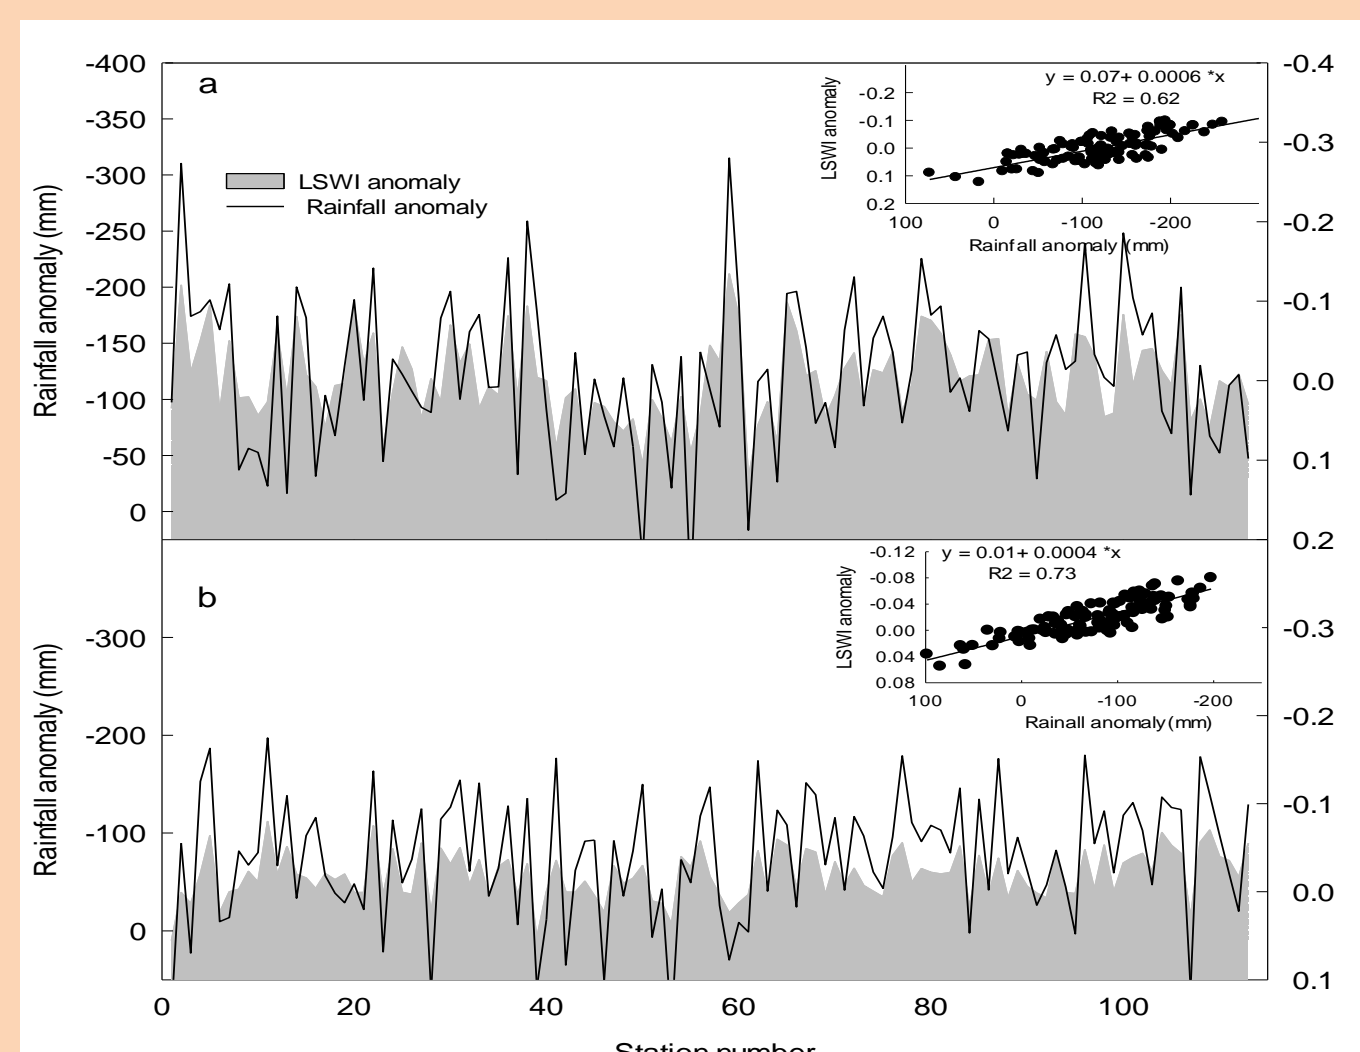 -400
-350
-300
-250
-200
-150
-100
-50
0
Rainfall anomaly (mm)
a
LSWI anomaly
Rainfall anomaly
-0.4
-0.3
-0.2
-0.1
0.0
0.1
0.2
y = 0.07+ 0.0006 *x
R2 = 0.62
LSWI anomaly
-0.2
-0.1
0.0
0.1
0.2
100 0 -100 -200
Rainfall anomaly (mm)
b
-300
-200
-100
0
Rainfall anomaly (mm)
-0.3
-0.2
-0.1
0.0
0.1
y = 0.01+ 0.0004 *x
R2 = 0.73
LSWI anomaly
-0.12
-0.08
-0.04
0.00
0.04
0.08
100 0 -100 -200
Rainall anomaly (mm)
0 20 40 60 80 100
Station number